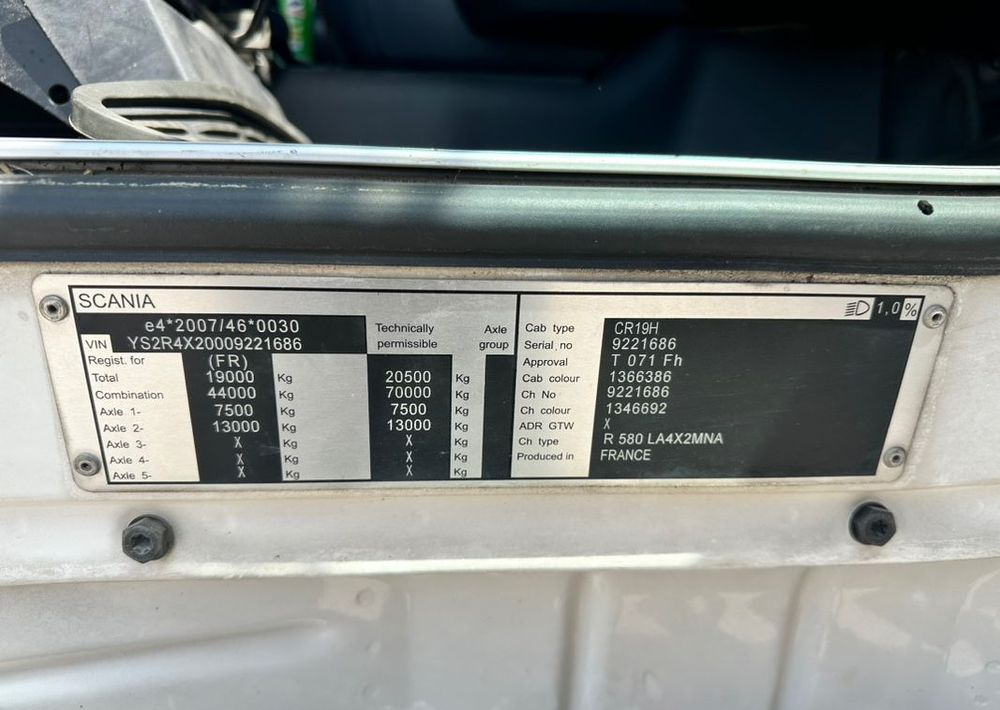 SCANIA
e4*2007/46*0030
VIN YS2R4X20009221686
Technically permissible
Axle group
Regist. for (FR)
Total 19000 Kg 20500 Kg
Combination 44000 Kg 70000 Kg
Axle 1- 7500 Kg 7500 Kg
Axle 2- 13000 Kg 13000 Kg
Axle 3- X Kg X Kg
Axle 4- X Kg X Kg
Axle 5- X Kg X Kg
1,0%
Cab type CR19H
Serial, no 9221686
Approval T 071 Fh
Cab colour 1366386
Ch No 9221686
Ch colour 1346692
ADR GTW X
Ch type R 580 LA4X2MNA
Produced in FRANCE